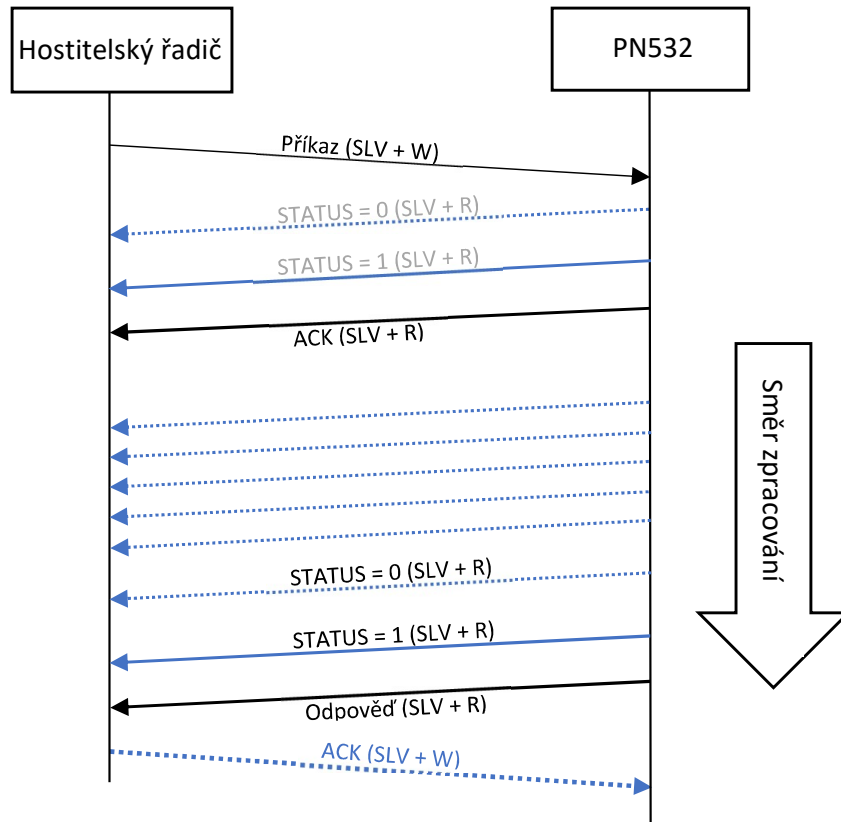 Hostitelský řadič
PN532
Příkaz (SLV + W)
STATUS = 0 (SLV + R)
STATUS = 1 (SLV + R)
ACK (SLV + R)
Směr zpracování
STATUS = 0 (SLV + R)
STATUS = 1 (SLV + R)
Odpověď (SLV + R)
ACK (SLV + W)